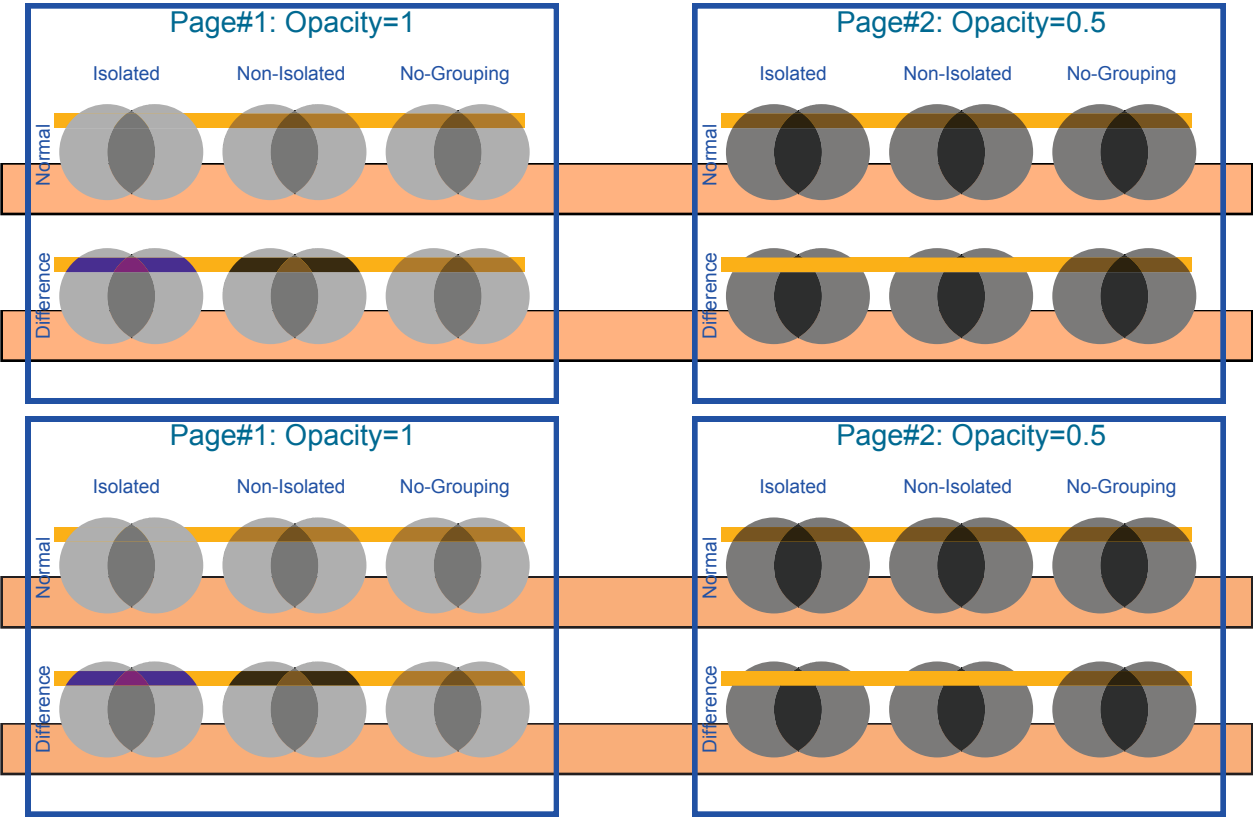 Page#1: Opacity=1
Isolated Non-Isolated No-Grouping
Normal
Difference
Page#2: Opacity=0.5
Isolated Non-Isolated No-Grouping
Normal
Difference
Page#1: Opacity=1
Isolated Non-Isolated No-Grouping
Normal
Difference
Page#2: Opacity=0.5
Isolated Non-Isolated No-Grouping
Normal
Difference